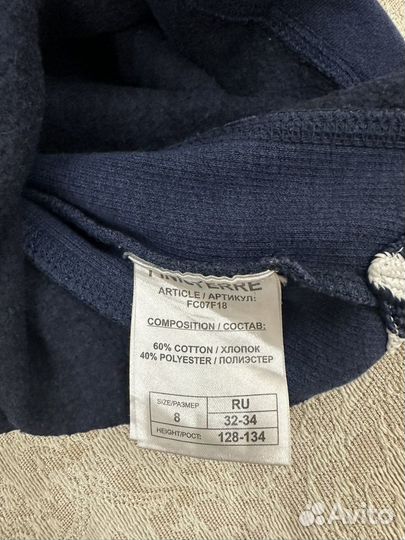 ARTICLE / АРТИКУЛ:
FC07F18
COMPOSITION / СОСТАВ:
60% COTTON / ХЛОПОК
40% POLYESTER / ПОЛИЭСТЕР
SIZE/РАЗМЕР RU
8 32-34
HEIGHT/РОСТ: 128-134
Avito